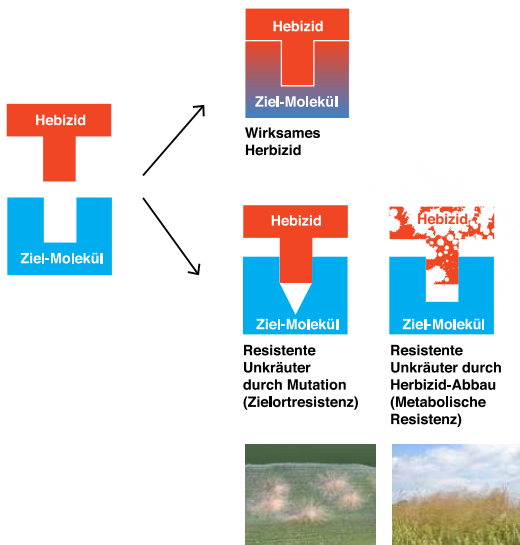 Hebizid
Ziel-Molekül
Hebizid
Ziel-Molekül
Wirksames
Herbizid
Hebizid
Ziel-Molekül
Resistente
Unkräuter
durch Mutation
(Zielortresistenz)
Hebizid
Ziel-Molekül
Resistente
Unkräuter durch
Herbizid-Abbau
(Metabolische
Resistenz)